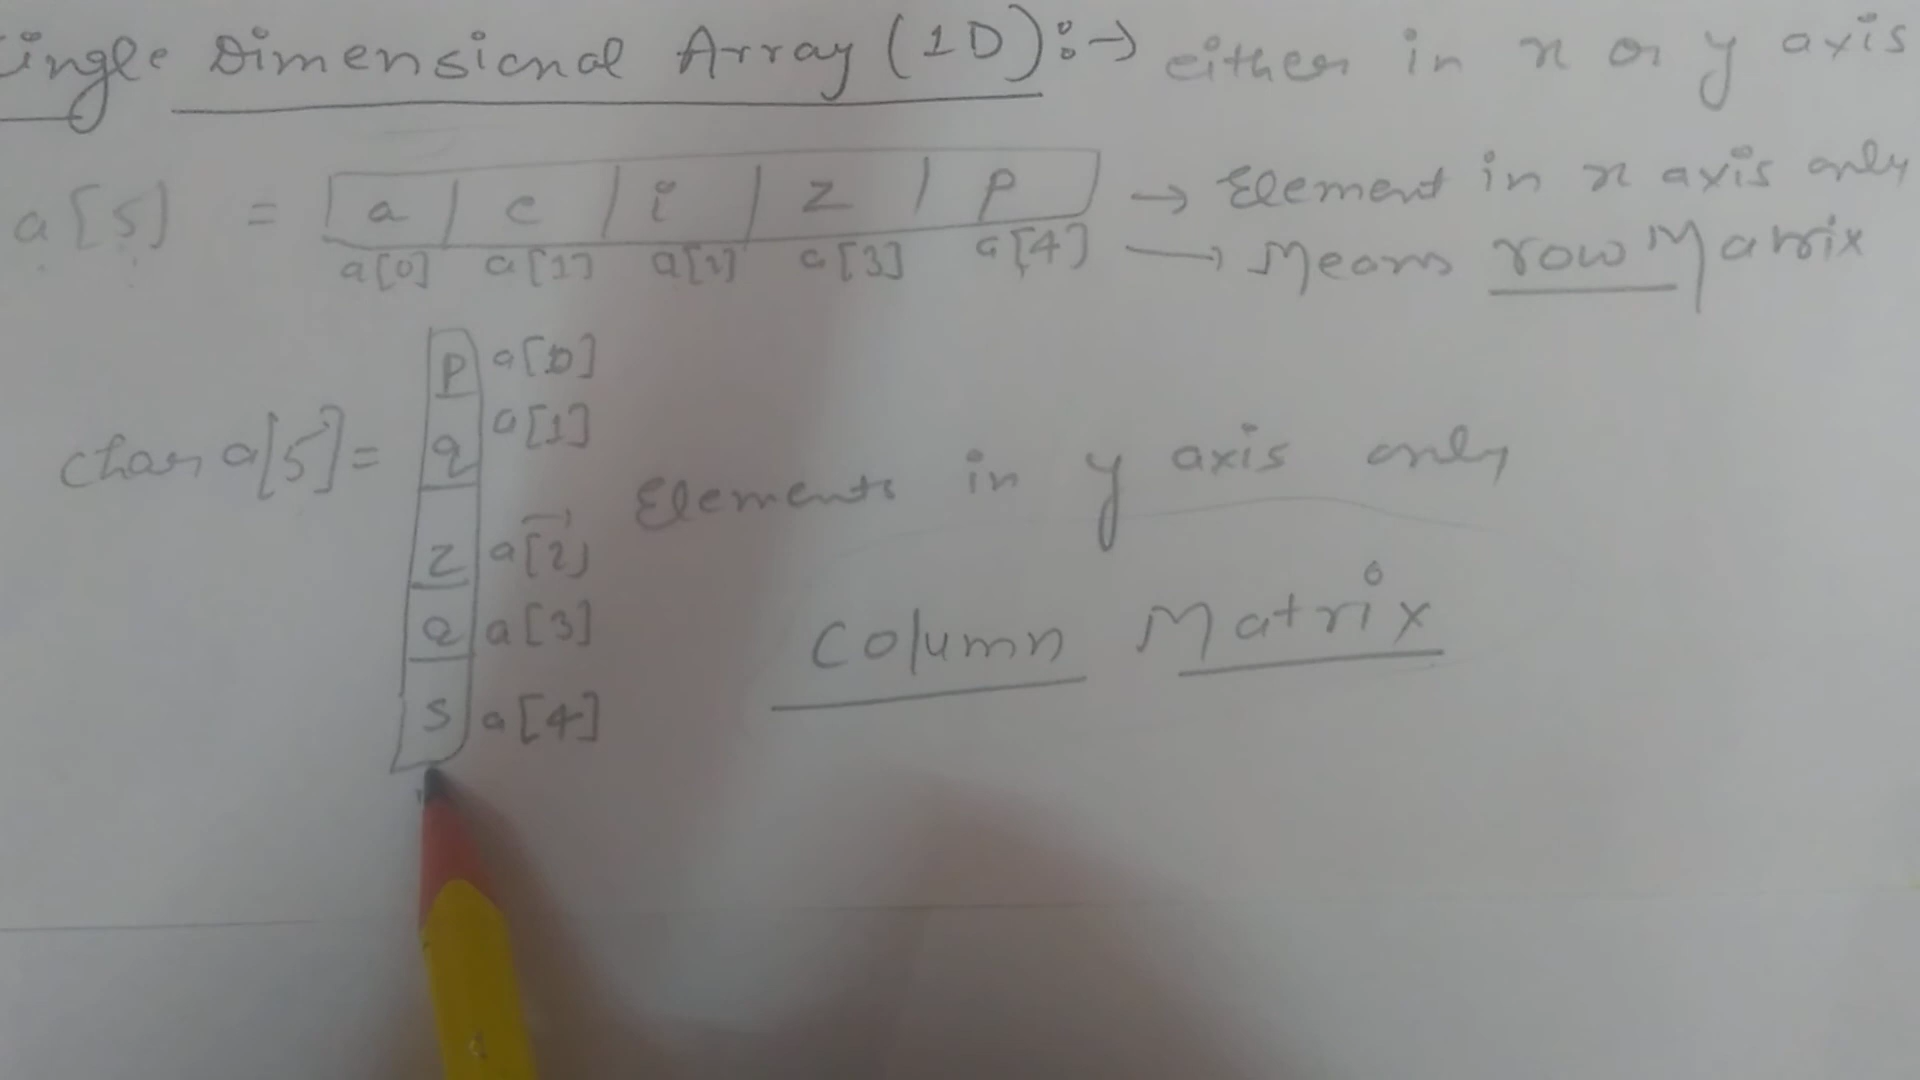 ingle Dimensional Array (1D):→ either in x or y axis
a[5] = a | e | i | z | p → Element in x axis only
a[0] a[1] a[2] a[3] a[4] → Means row Matrix
p a[0]
q a[1]
char a[5]=
Elements in y axis only
z a[2]
a a[3]
Column Matrix
s a[4]